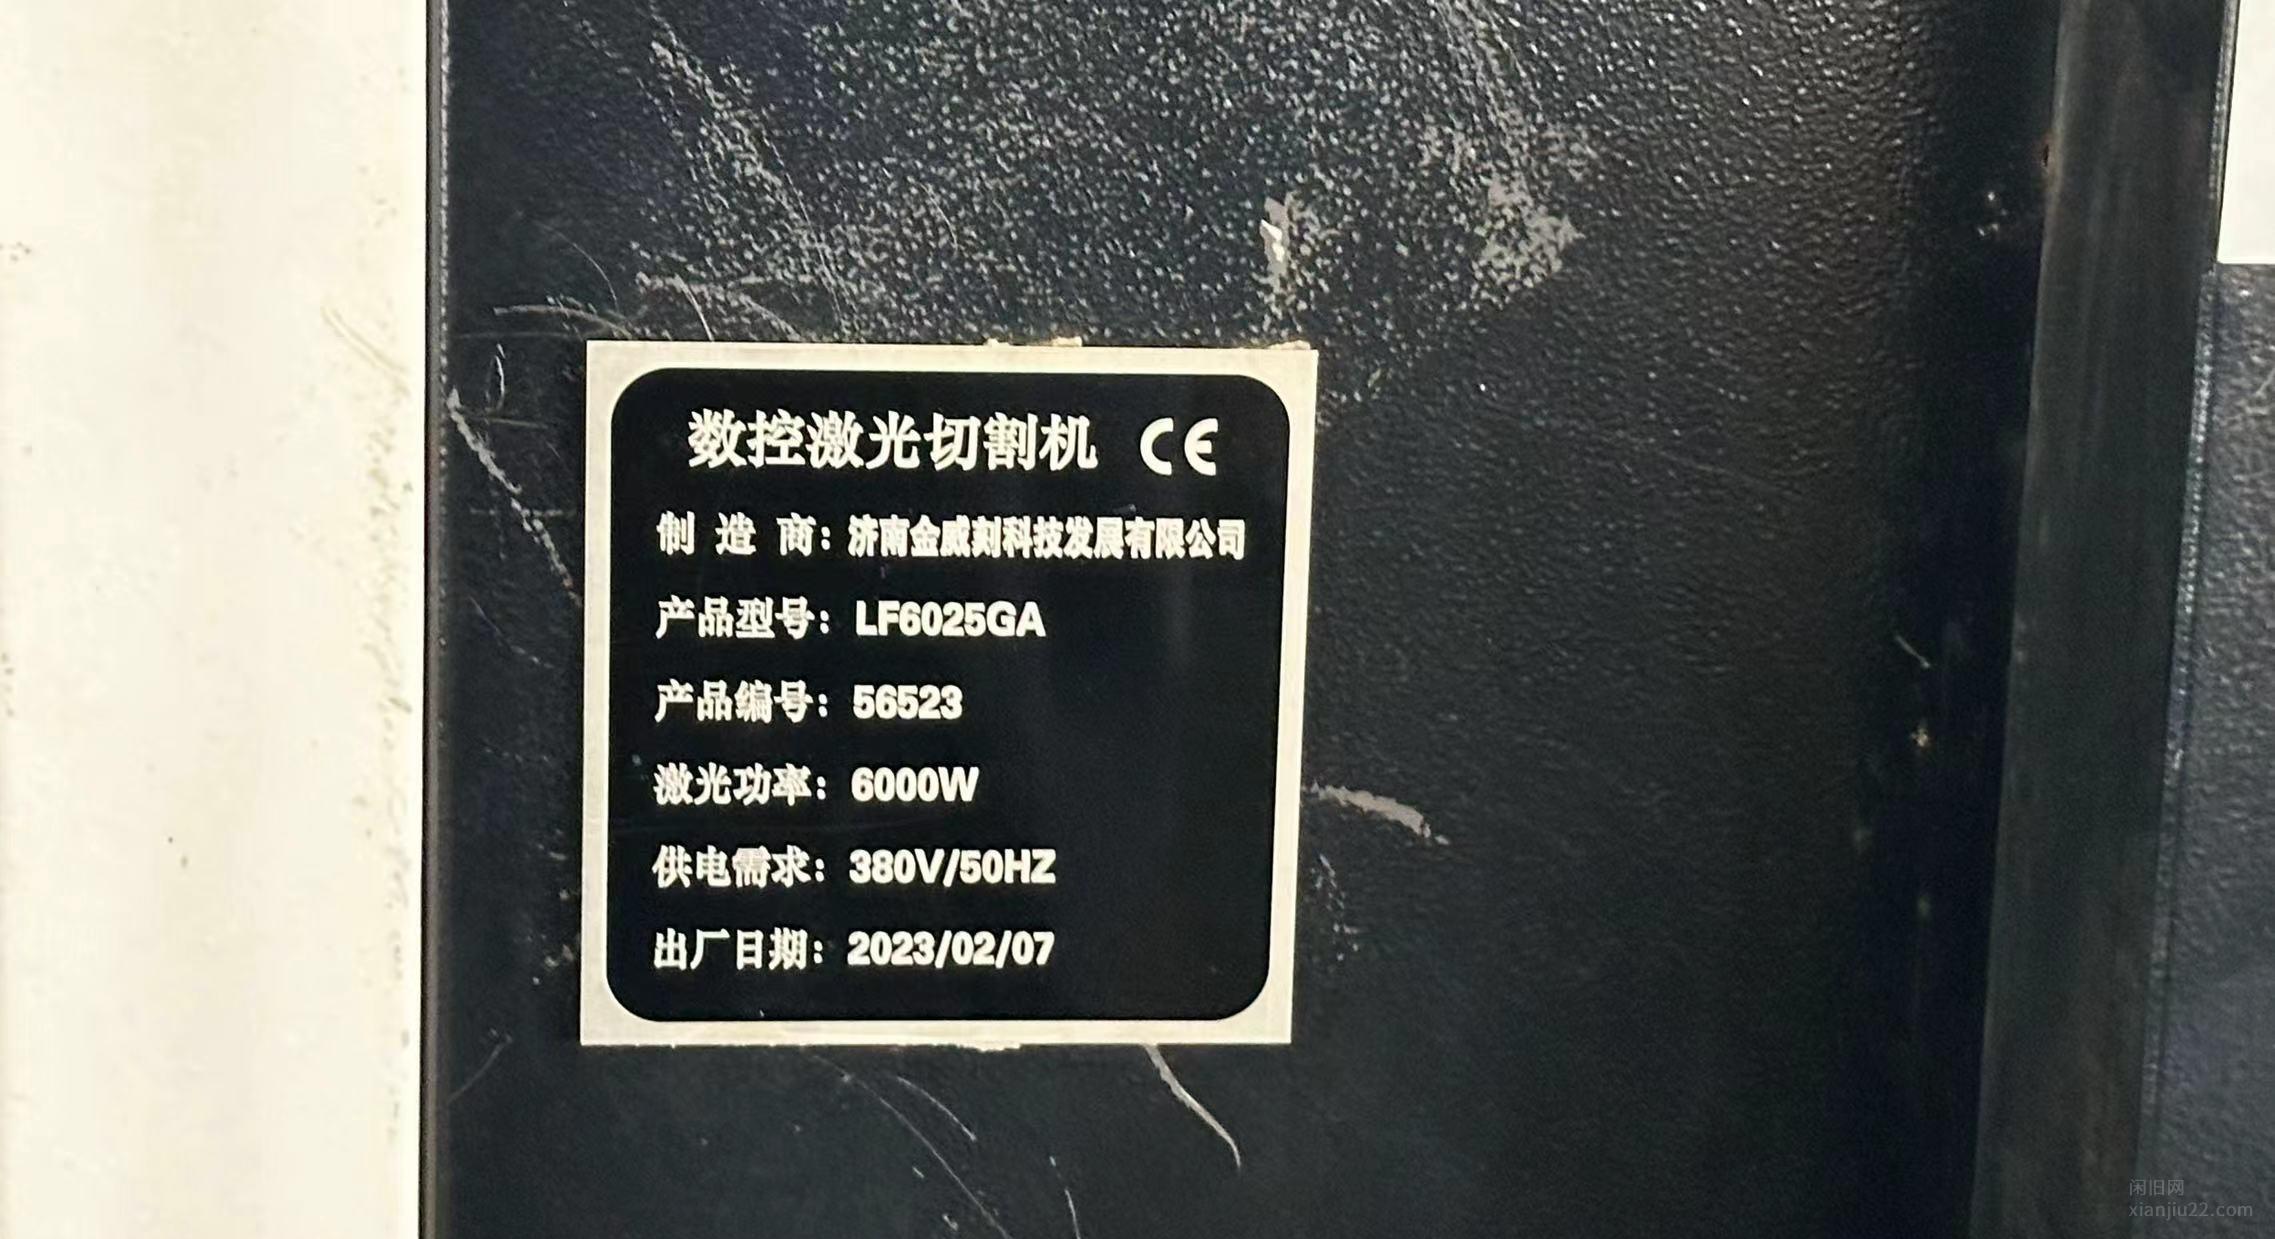 数控激光切割机 CE
制造商：济南金威刻科技发展有限公司
产品型号：LF6025GA
产品编号：56523
激光功率：6000W
供电需求：380V/50HZ
出厂日期：2023/02/07
闲旧网
xianjiu22.com